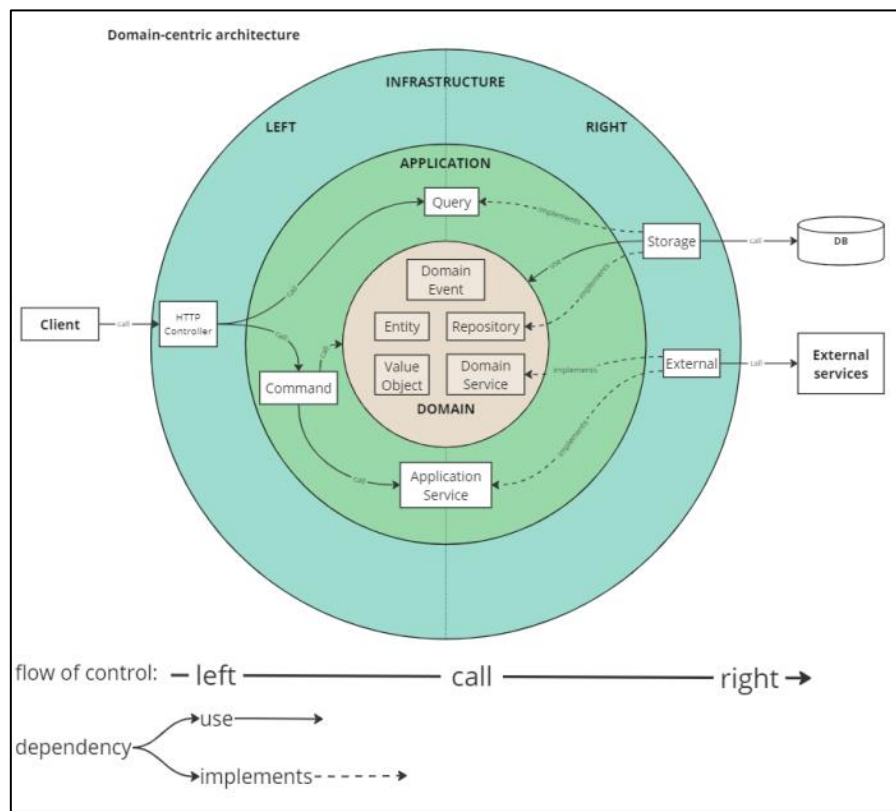 Domain-centric architecture
INFRASTRUCTURE
LEFT
RIGHT
APPLICATION
Query
implements
Storage
call
DB
use
Domain
Event
implements
call
Client
call
HTTP
Controller
call
call
Entity
Repository
Value
Object
Domain
Service
Command
implements
External
call
External
services
DOMAIN
implements
call
Application
Service
flow of control:
left
call
right
use
dependency
implements